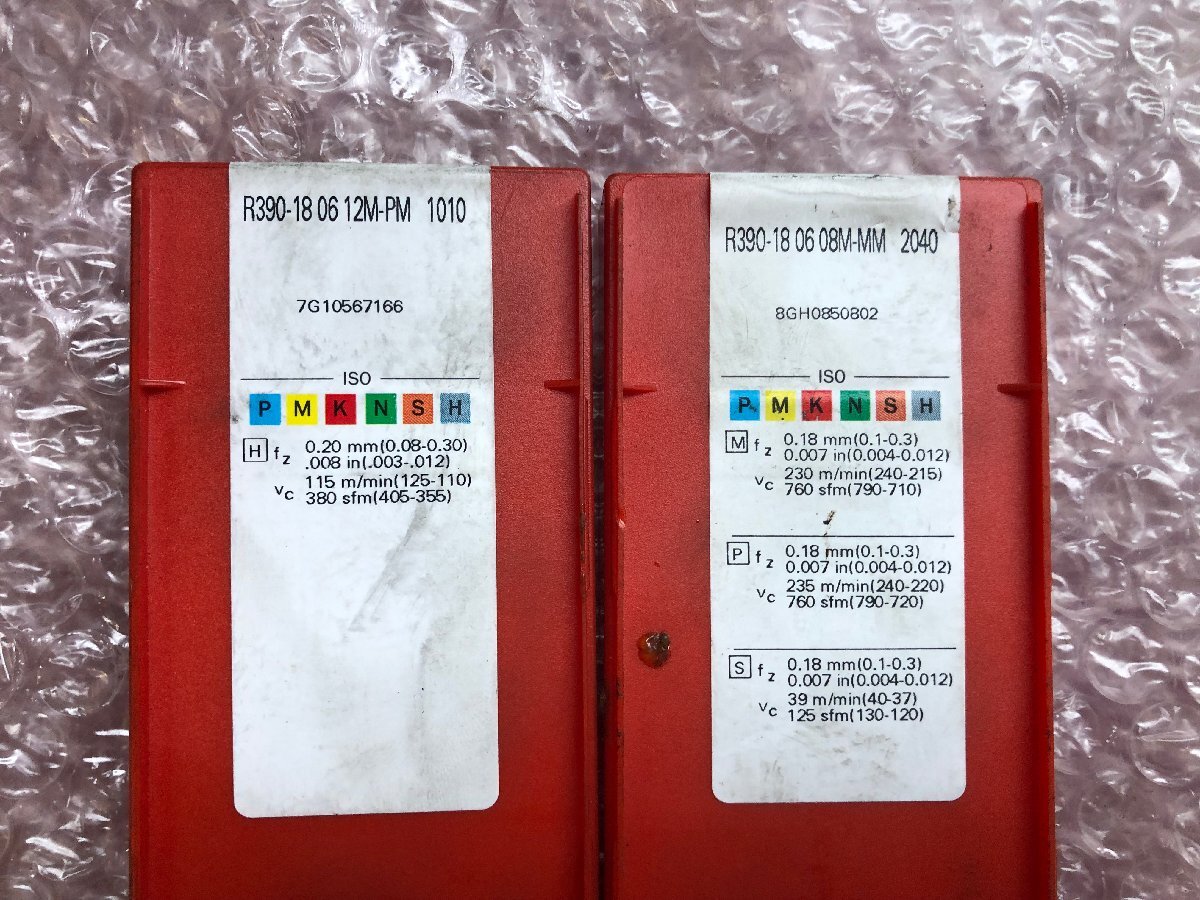 R390-18 06 12M-PM 1010
7G10567166
ISO
P M K N S H
H fz 0.20 mm(0.08-0.30)
.008 in(.003-.012)
vc 115 m/min(125-110)
380 sfm(405-355)
R390-18 06 08M-MM 2040
8GH0850802
ISO
P M K N S H
M fz 0.18 mm(0.1-0.3)
0.007 in(0.004-0.012)
vc 230 m/min(240-215)
760 sfm(790-710)
P fz 0.18 mm(0.1-0.3)
0.007 in(0.004-0.012)
vc 235 m/min(240-220)
760 sfm(790-720)
S fz 0.18 mm(0.1-0.3)
0.007 in(0.004-0.012)
vc 39 m/min(40-37)
125 sfm(130-120)